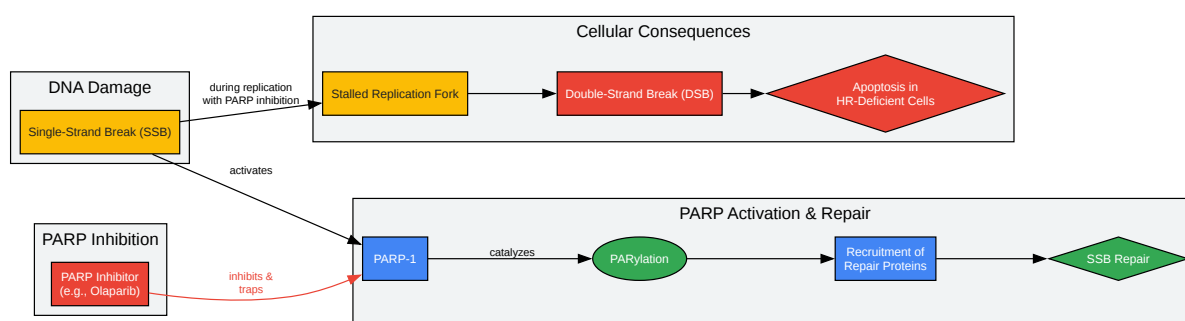 Cellular Consequences
DNA Damage
during replication
with PARP inhibition
Stalled Replication Fork
Double-Strand Break (DSB)
Apoptosis in
HR-Deficient Cells
Single-Strand Break (SSB)
activates
PARP Activation & Repair
PARP Inhibition
PARP Inhibitor
(e.g., Olaparib)
inhibits &
traps
PARP-1
catalyzes
PARylation
Recruitment of
Repair Proteins
SSB Repair